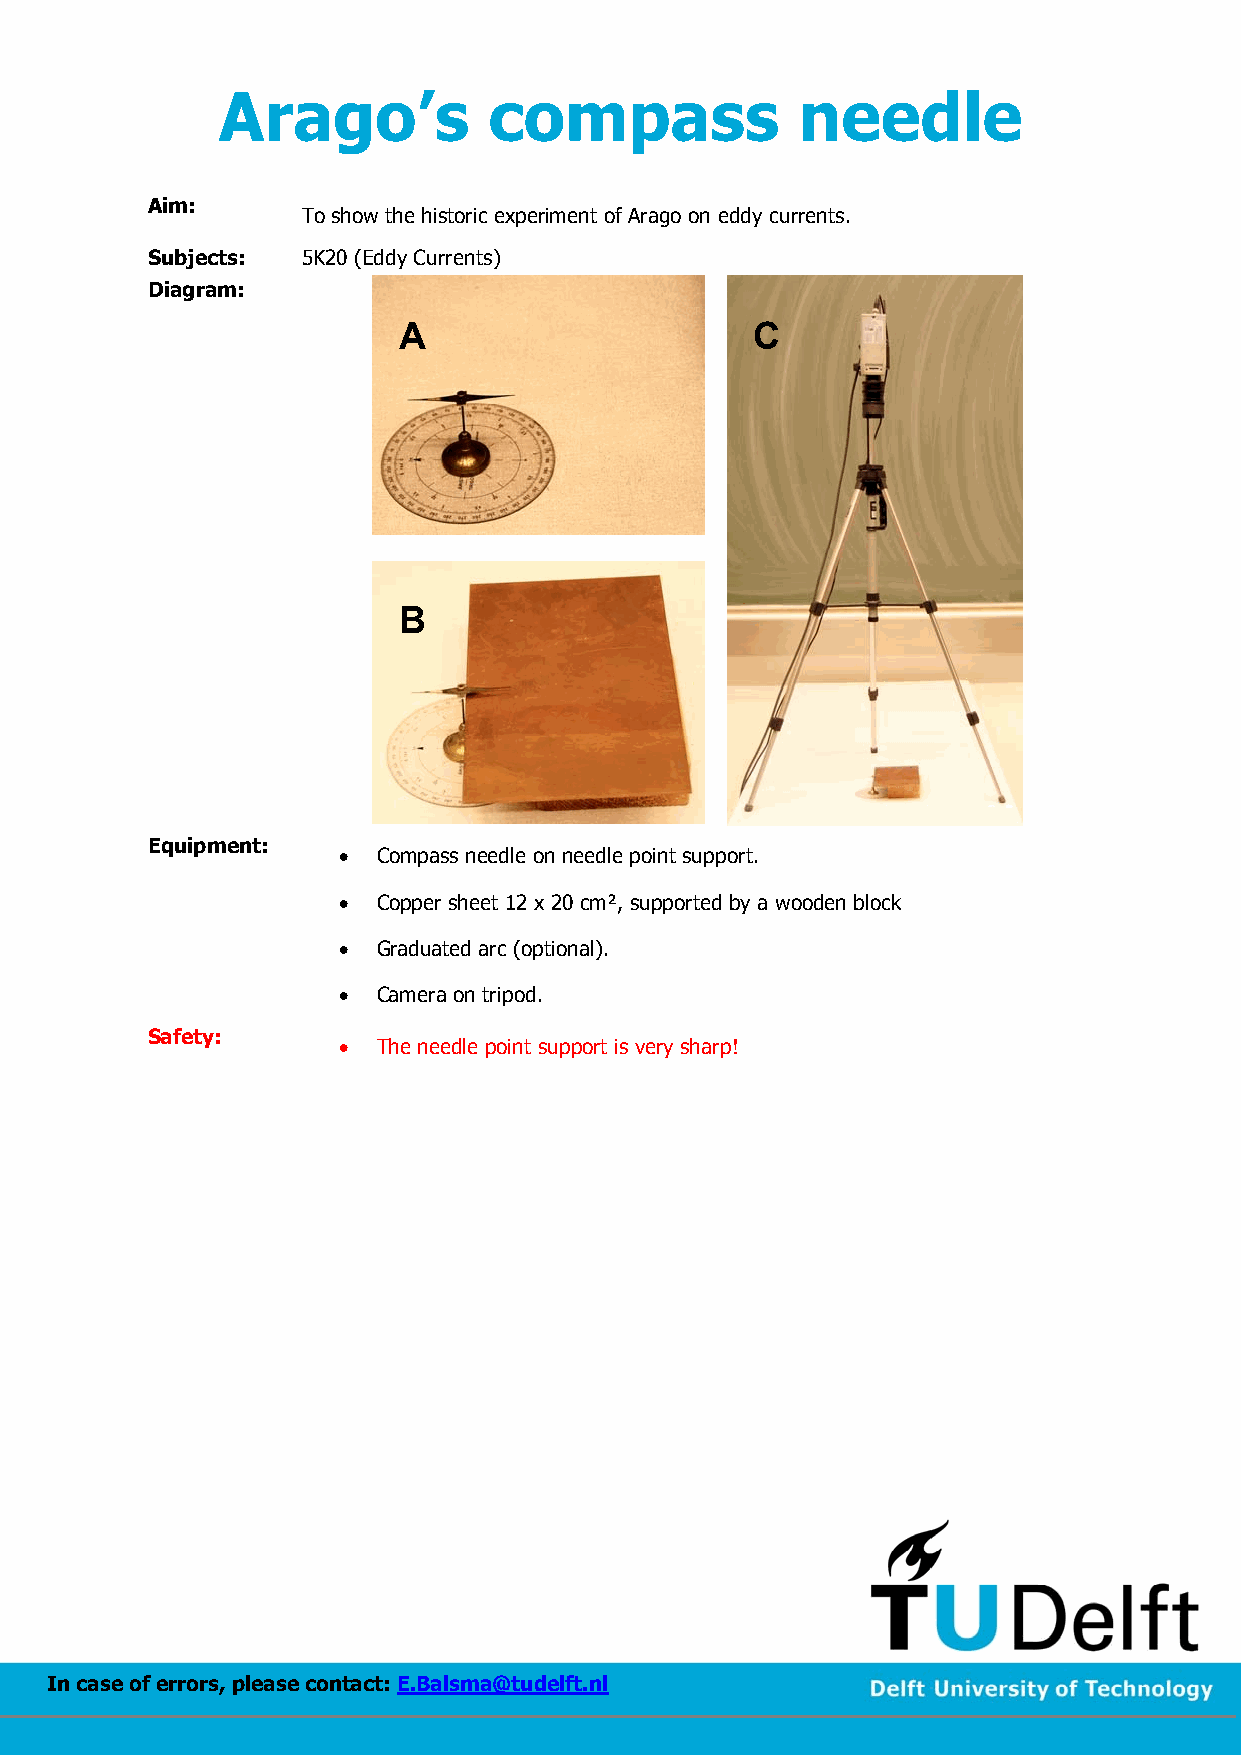 Arago’s compass needle
Aim:
To show the historic experiment of Arago on eddy currents.
Subjects: 5K20 (Eddy Currents)
Diagram:
A
C
B
Equipment:
• Compass needle on needle point support.
• Copper sheet 12 x 20 cm², supported by a wooden block
• Graduated arc (optional).
• Camera on tripod.
Safety:
• The needle point support is very sharp!
TUDelft
In case of errors, please contact: E.Balsma@tudelft.nl
Delft University of Technology